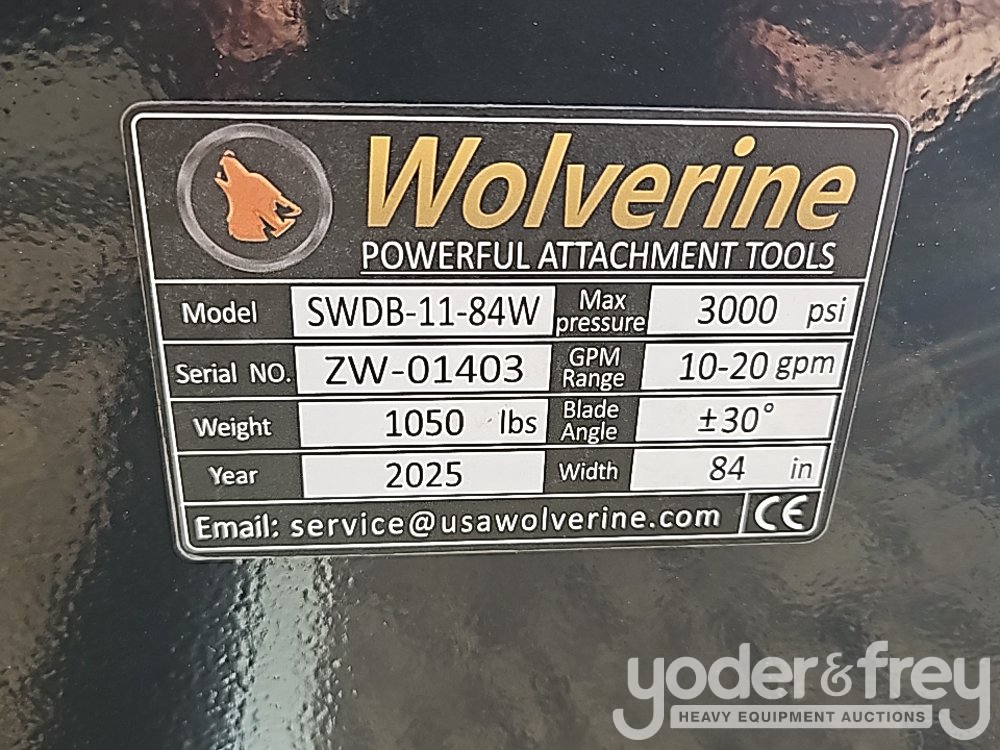 Wolverine
POWERFUL ATTACHMENT TOOLS
Model SWDB-11-84W Max pressure 3000 psi
Serial NO. ZW-01403 GPM Range 10-20 gpm
Weight 1050 lbs Blade Angle ±30°
Year 2025 Width 84 in
Email: service@usawolverine.com CE
yoder&frey
HEAVY EQUIPMENT AUCTIONS